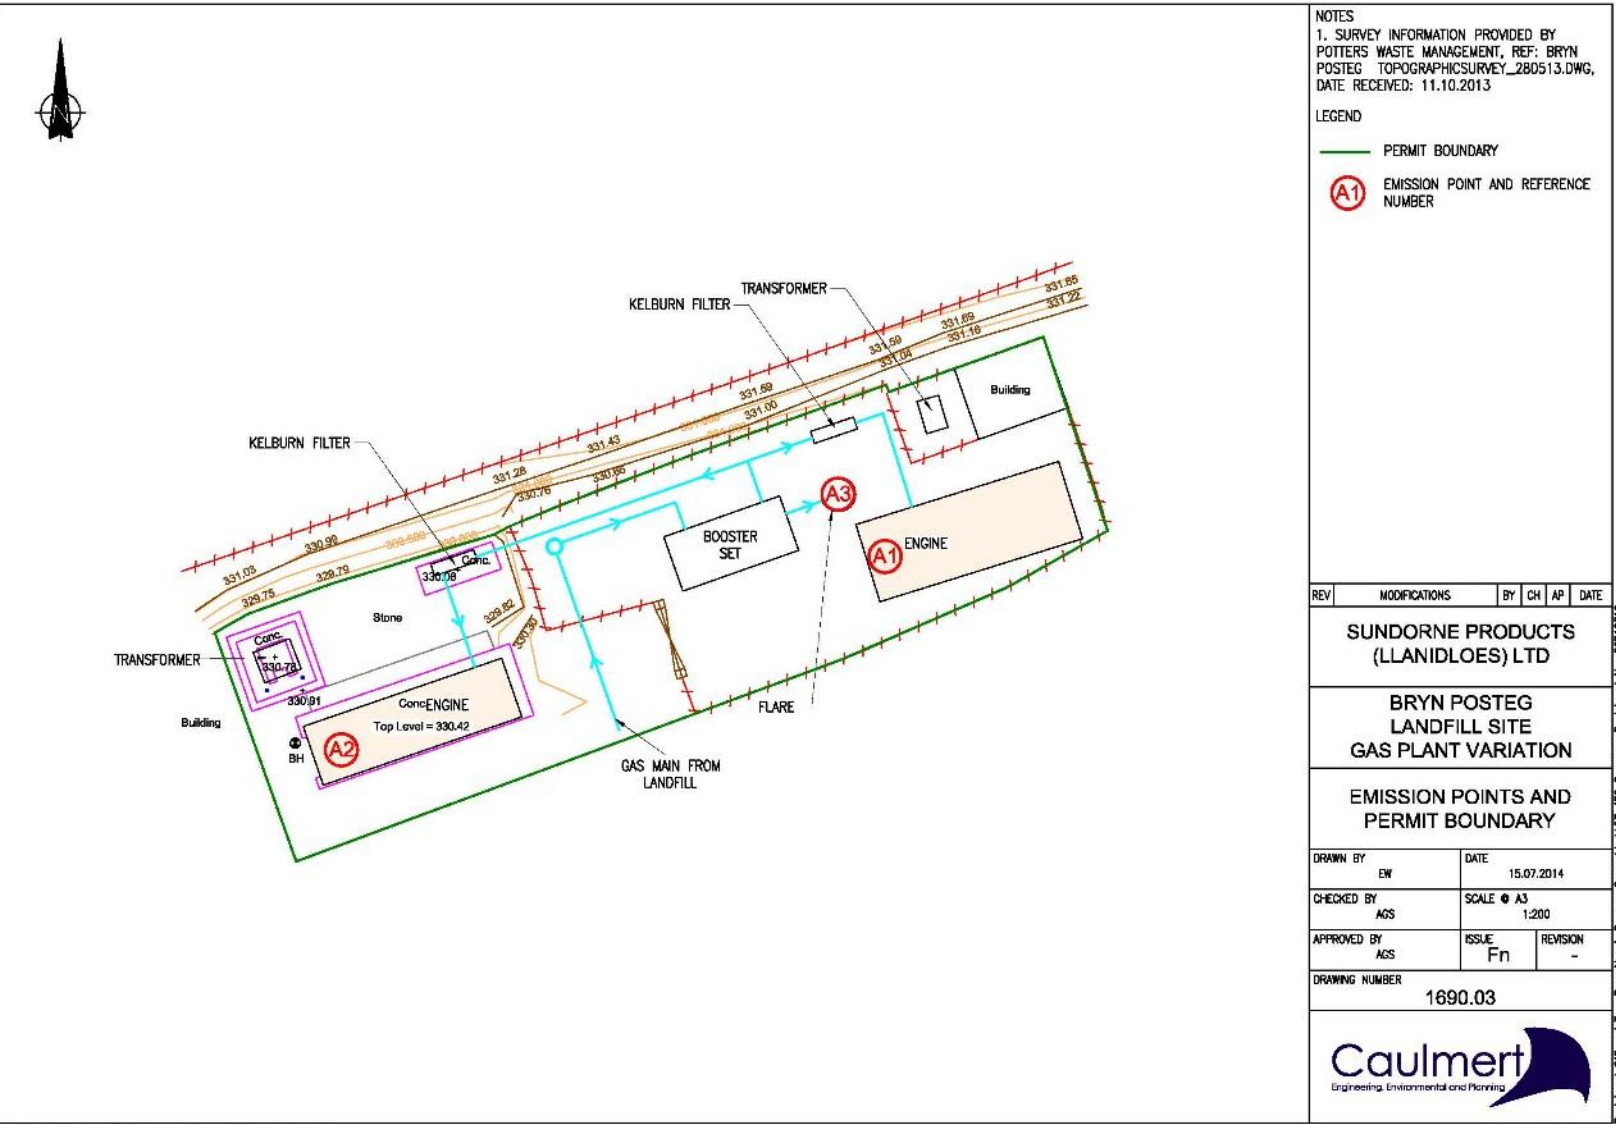 NOTES
1. SURVEY INFORMATION PROVIDED BY
POTTERS WASTE MANAGEMENT, REF: BRYN
POSTEG TOPOGRAPHICSURVEY_280513.DWG,
DATE RECEIVED: 11.10.2013
LEGEND
PERMIT BOUNDARY
A1
EMISSION POINT AND REFERENCE
NUMBER
N
TRANSFORMER
KELBURN FILTER
331.65
331.22
331.69
331.16
331.59
331.04
331.69
331.00
Building
KELBURN FILTER
331.43
331.28
330.76
330.99
331.03
329.79
329.75
A3
BOOSTER
SET
A1
ENGINE
Conc.
330.09
Stone
329.82
330.30
Conc.
TRANSFORMER
330.78
330.91
Building
Conc
ENGINE
Top Level = 330.42
A2
BH
FLARE
GAS MAIN FROM
LANDFILL
REV MODIFICATIONS BY CH AP DATE
SUNDORNE PRODUCTS
(LLANIDLOES) LTD
BRYN POSTEG
LANDFILL SITE
GAS PLANT VARIATION
EMISSION POINTS AND
PERMIT BOUNDARY
DRAWN BY
EW
DATE
15.07.2014
CHECKED BY
AGS
SCALE @ A3
1:200
APPROVED BY
AGS
ISSUE
Fn
REVISION
-
DRAWING NUMBER
1690.03
Caulmert
Engineering, Environmental and Planning